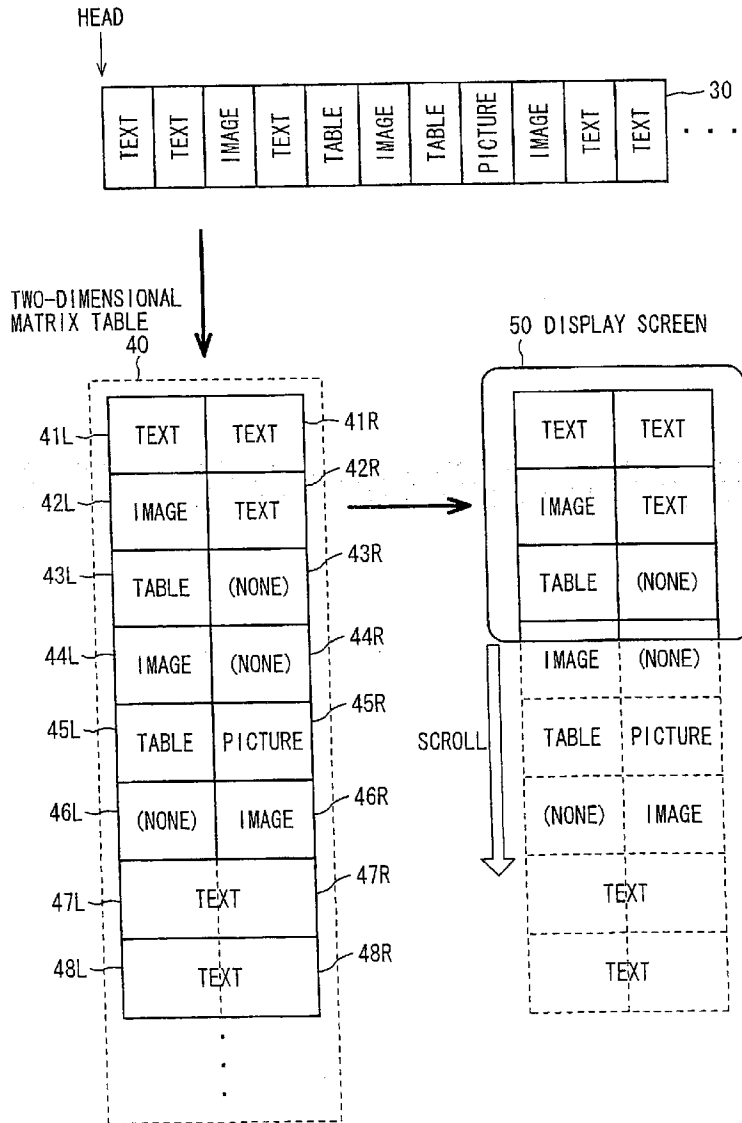 HEAD
30
TEXT TEXT IMAGE TEXT TABLE IMAGE TABLE PICTURE IMAGE TEXT TEXT . . .
TWO-DIMENSIONAL
MATRIX TABLE
40
41L TEXT TEXT 41R
42L IMAGE TEXT 42R
43L TABLE (NONE) 43R
44L IMAGE (NONE) 44R
45L TABLE PICTURE 45R
46L (NONE) IMAGE 46R
47L TEXT 47R
48L TEXT 48R
50 DISPLAY SCREEN
TEXT TEXT
IMAGE TEXT
TABLE (NONE)
IMAGE (NONE)
SCROLL
TABLE PICTURE
(NONE) IMAGE
TEXT
TEXT